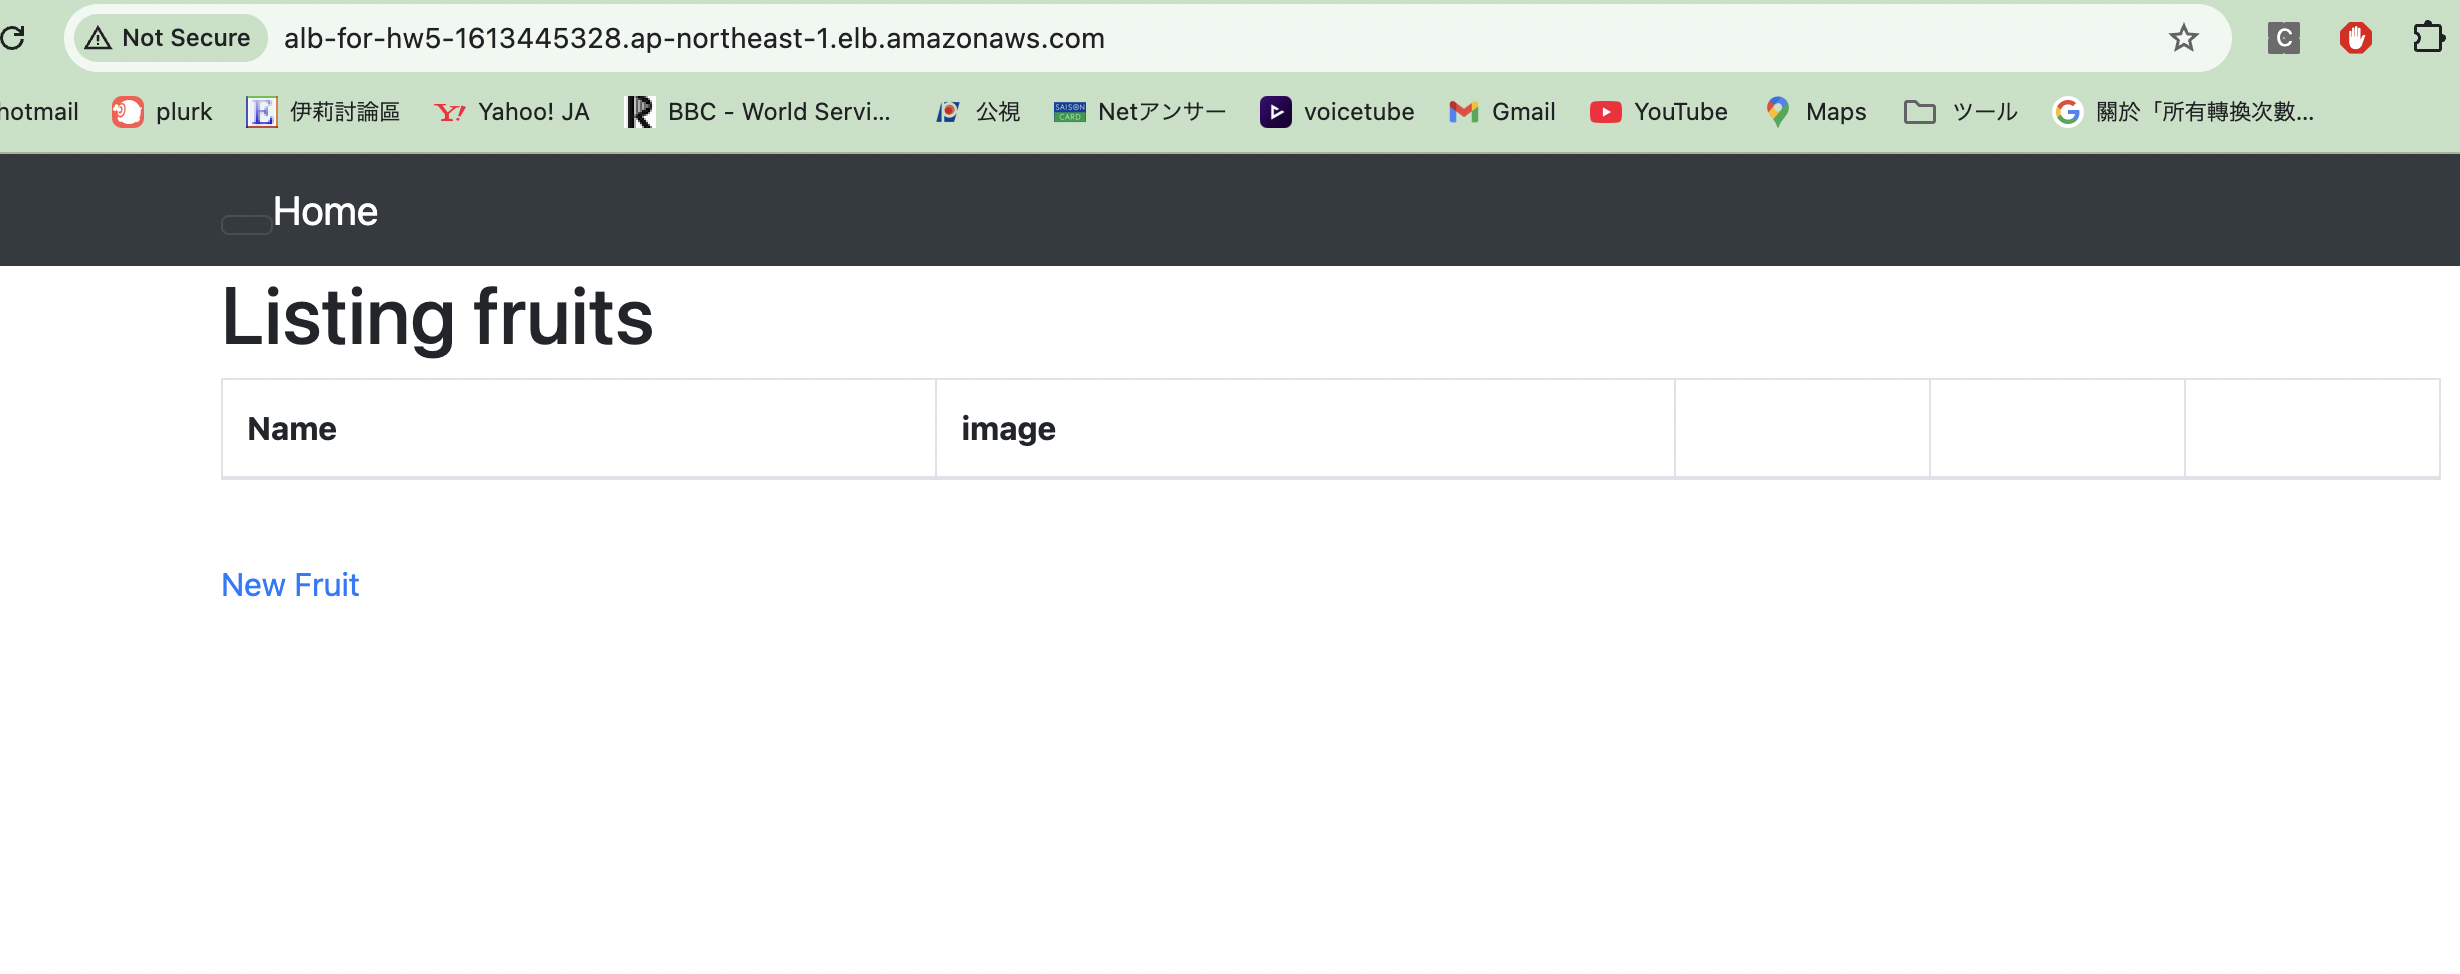 Not Secure alb-for-hw5-1613445328.ap-northeast-1.elb.amazonaws.com C
hotmail plurk E 伊莉討論區 Y! Yahoo! JA BBC - World Servi... 公視 SAISON CARD Netアンサー voicetube Gmail YouTube Maps ツール 關於「所有轉換次數...
Home
Listing fruits
Name image
New Fruit